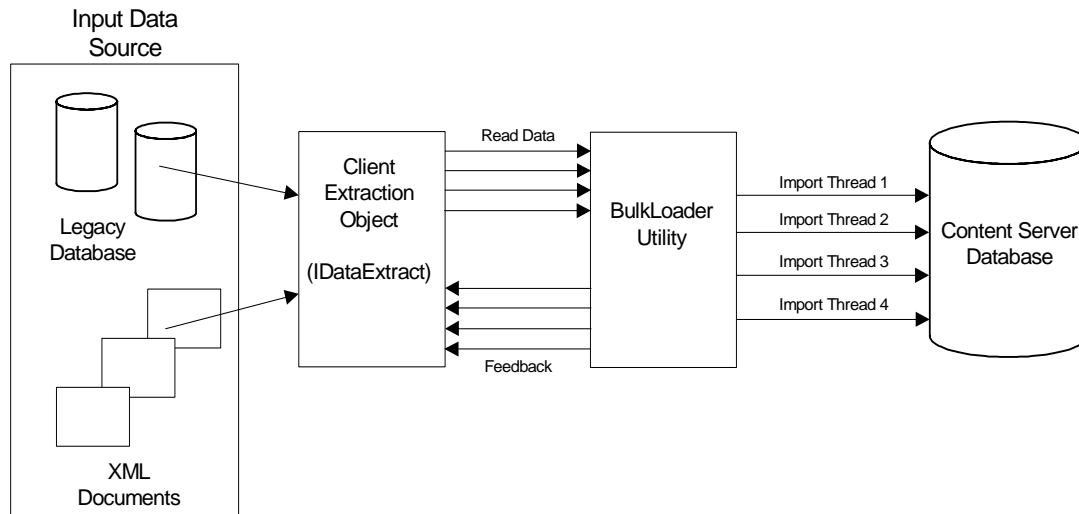 Input Data
Source
Legacy
Database
XML
Documents
Client
Extraction
Object
(IDataExtract)
Read Data
Feedback
BulkLoader
Utility
Import Thread 1
Import Thread 2
Import Thread 3
Import Thread 4
Content Server
Database